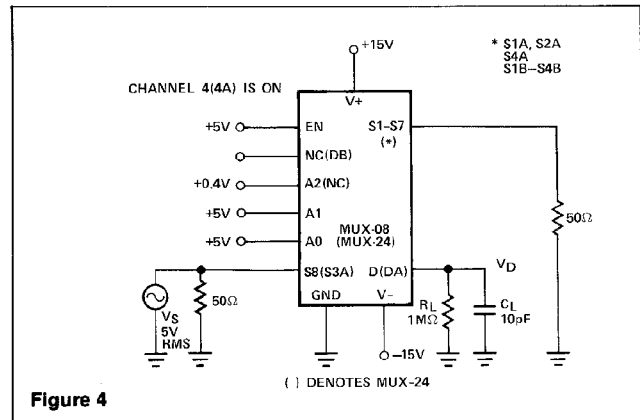 +15V
* S1A, S2A
S4A
S1B–S4B
CHANNEL 4(4A) IS ON
V+
+5V
EN
S1–S7
(*)
NC(DB)
+0.4V
A2(NC)
+5V
A1
MUX-08
(MUX-24)
50Ω
+5V
A0
S8(S3A)
D(DA)
VD
50Ω
GND
V–
RL
1MΩ
CL
10pF
VS
5V
RMS
–15V
( ) DENOTES MUX-24
Figure 4